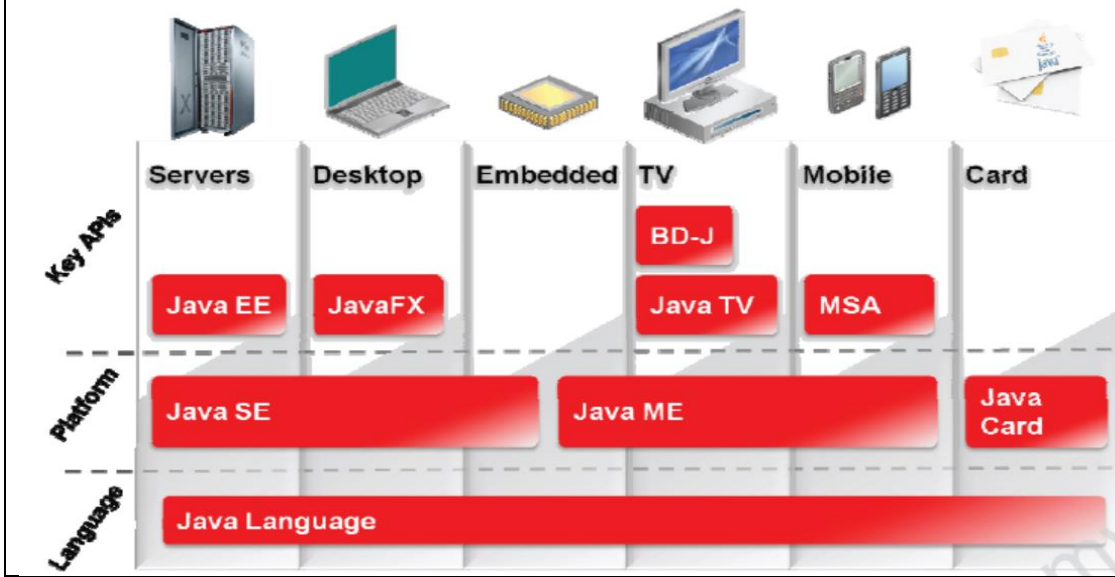 Java
Servers
Desktop
Embedded
TV
Mobile
Card
Key APIs
BD-J
Java EE
JavaFX
Java TV
MSA
Platform
Java SE
Java ME
Java
Card
Language
Java Language